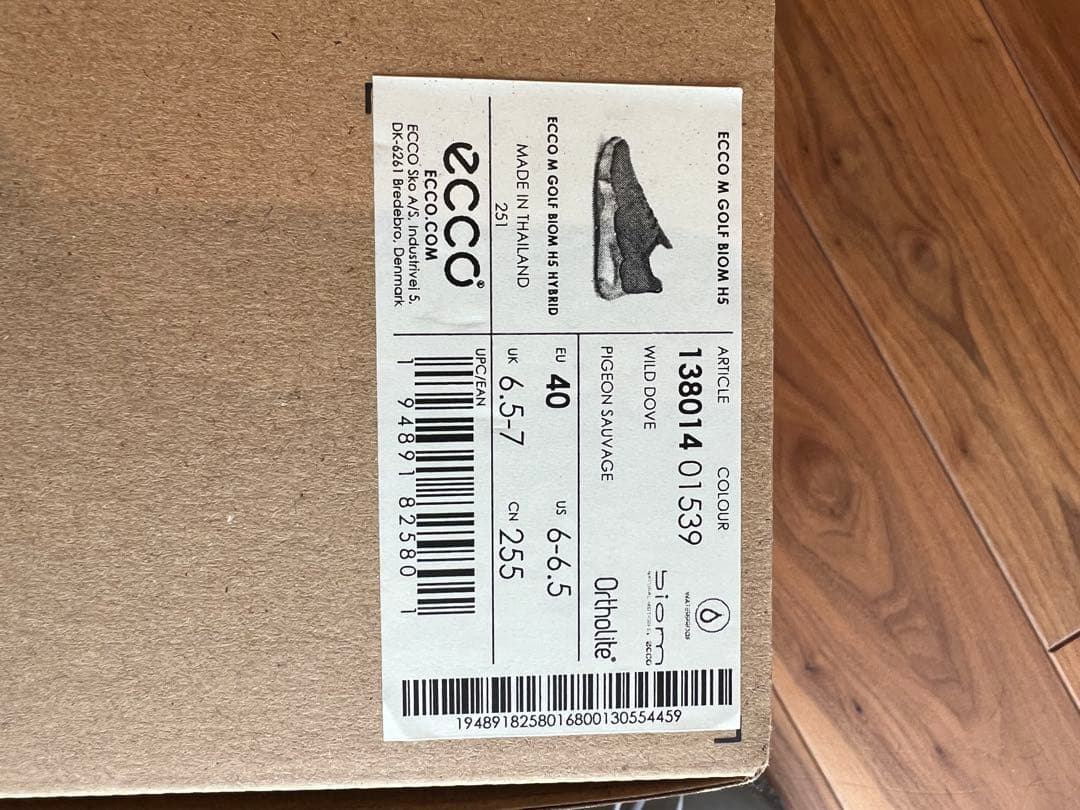 ECCO M GOLF BIOM H5
ECCO M GOLF BIOM H5 HYBRID
MADE IN THAILAND
251
ecco®
ECCO.COM
ECCO Sko A/S, Industrivej 5,
DK-6261 Bredebro, Denmark
ARTICLE COLOUR
138014 01539
WILD DOVE
PIGEON SAUVAGE
WATERPROOF
biom
OrthoLite®
EU 40 US 6-6.5
UK 6.5-7 CN 255
UPC/EAN
1 94891 82580 1
1948918258016800130554459